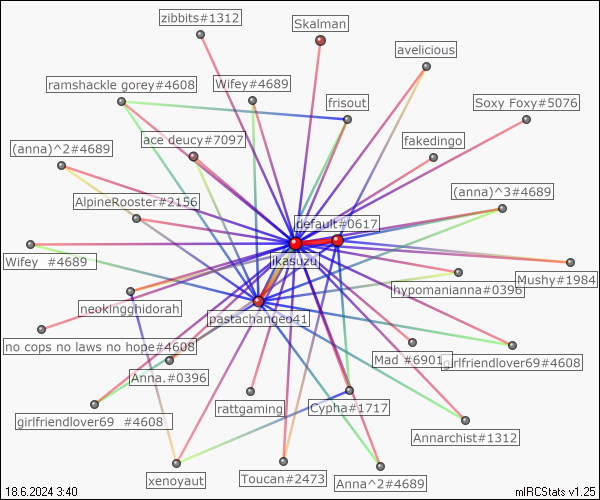 zibbits#1312
Skalman
avelicious
ramshackle gorey#4608
Wifey#4689
frisout
Soxy Foxy#5076
(anna)^2#4689
ace deucy#7097
fakedingo
AlpineRooster#2156
(anna)^3#4689
default#0617
Wifey  #4689
likasuzu
Mushy#1984
hypomanianna#0396
neokingghidorah
pastachangeo41
no cops no laws no hope#4608
Mad #6901
girlfriendlover69#4608
Anna.#0396
girlfriendlover69  #4608
rattgaming
Cypha#1717
Annarchist#1312
xenoyaut
Toucan#2473
Anna^2#4689
18.6.2024 3:40
mIRCStats v1.25